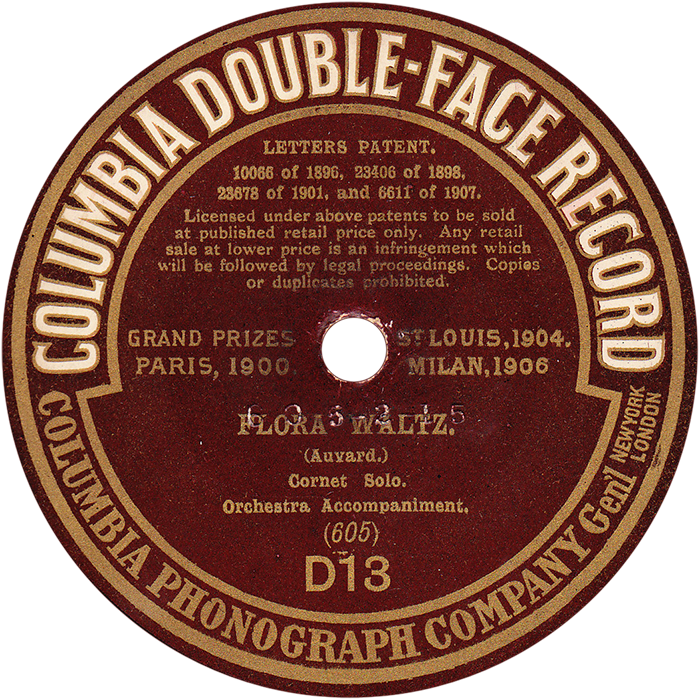 COLUMBIA DOUBLE-FACE RECORD
LETTERS PATENT.
10066 of 1896, 23406 of 1898,
23678 of 1901, and 6611 of 1907.
Licensed under above patents to be sold
at published retail price only. Any retail
sale at lower price is an infringement which
will be followed by legal proceedings. Copies
or duplicates prohibited.
GRAND PRIZES ST LOUIS, 1904.
PARIS, 1900. MILAN, 1906
FLORA WALTZ.
(Auvard.)
Cornet Solo.
Orchestra Accompaniment.
(605)
D13
COLUMBIA PHONOGRAPH COMPANY Gen'l NEW YORK
LONDON